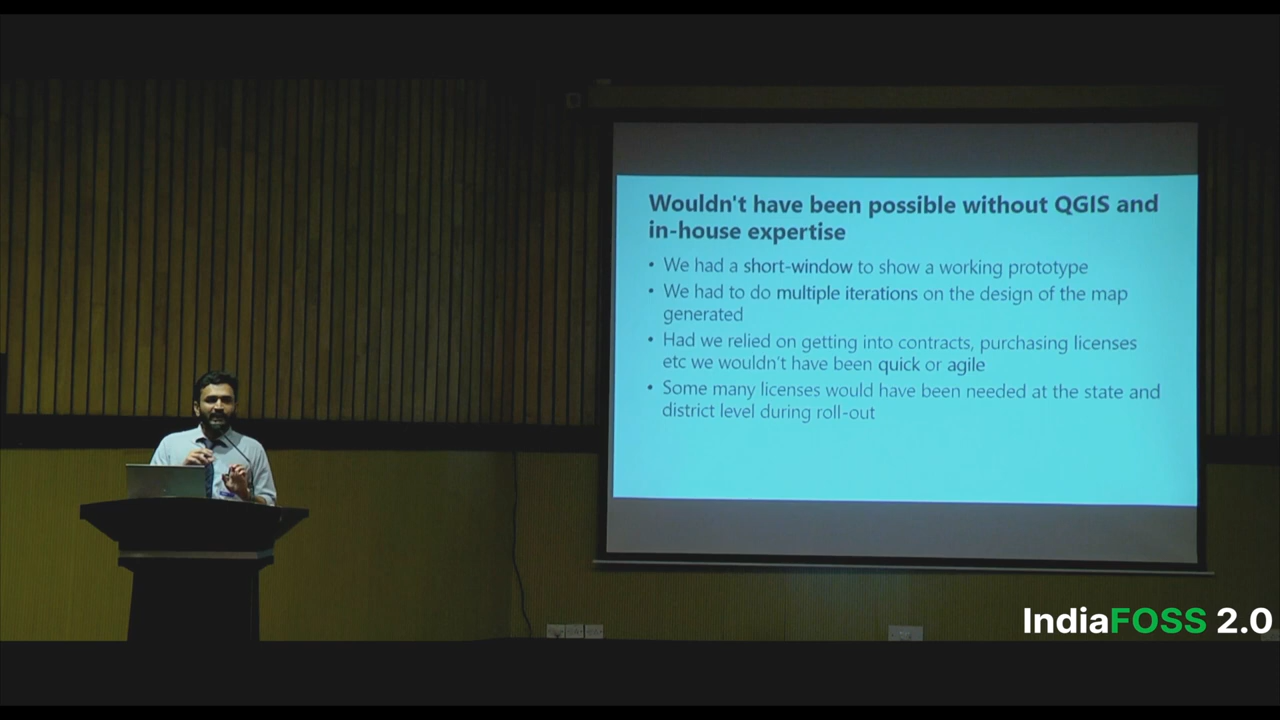 Wouldn't have been possible without QGIS and
in-house expertise
• We had a short-window to show a working prototype
• We had to do multiple iterations on the design of the map
generated
• Had we relied on getting into contracts, purchasing licenses
etc we wouldn't have been quick or agile
• Some many licenses would have been needed at the state and
district level during roll-out
IndiaFOSS 2.0